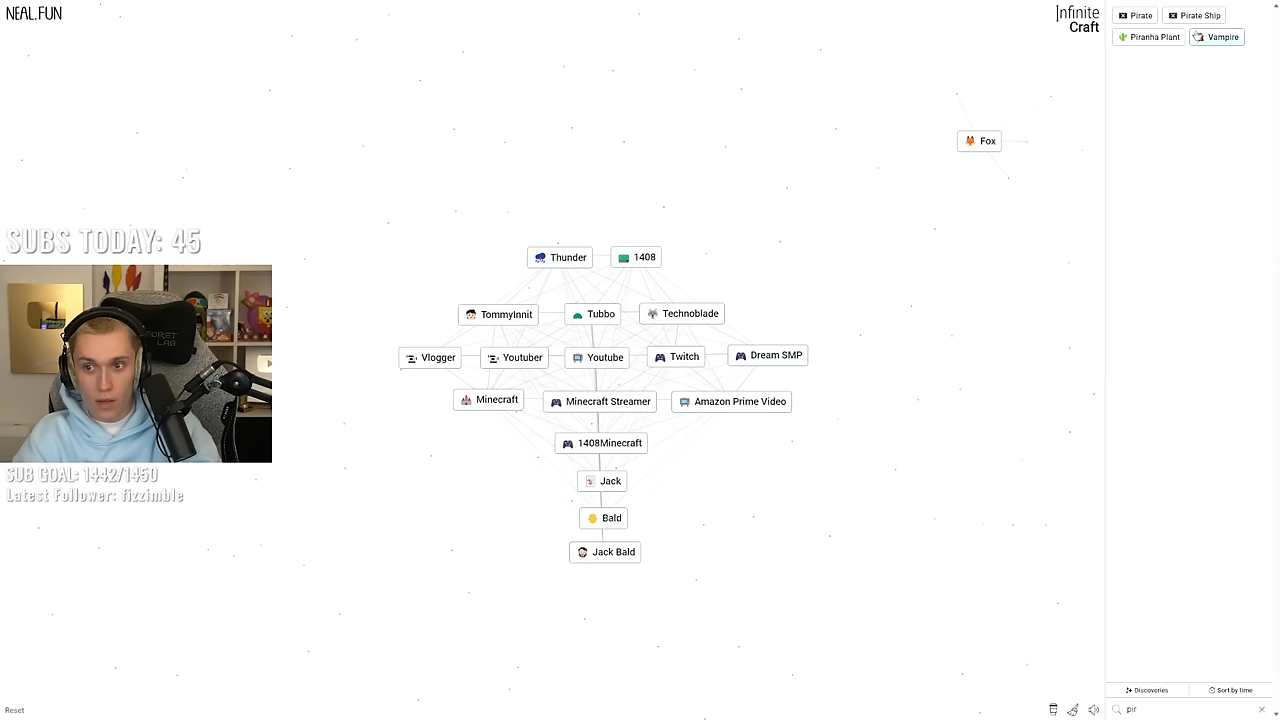 NEAL.FUN
Infinite
Craft
Pirate
Pirate Ship
Piranha Plant
Vampire
Fox
SUBS TODAY: 45
Thunder
1408
TommyInnit
Tubbo
Technoblade
Vlogger
Youtuber
Youtube
Twitch
Dream SMP
Minecraft
Minecraft Streamer
Amazon Prime Video
1408Minecraft
SECRET
LAB
SUB GOAL: 1442/1450
Latest Follower: fizzimble
Jack
Bald
Jack Bald
Discoveries
Sort by time
Reset
pir